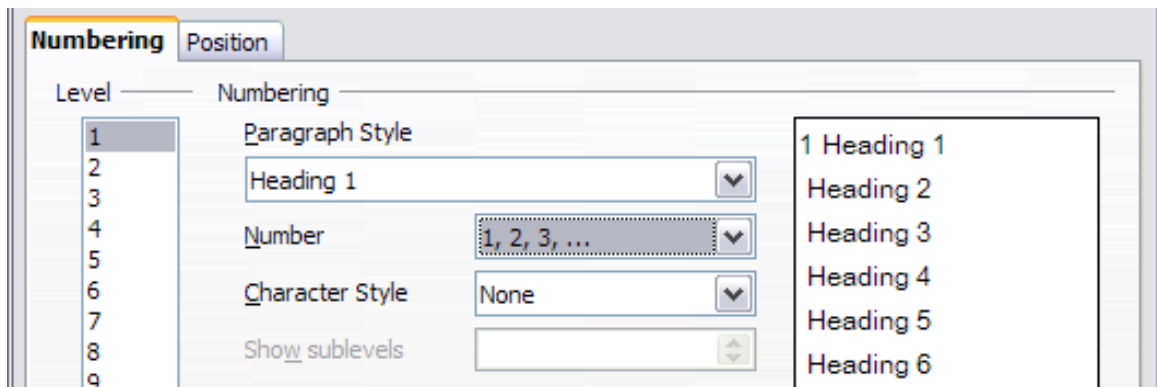 Numbering Position
Level Numbering
1
2
3
4
5
6
7
8
9
Paragraph Style
Heading 1
Number 1, 2, 3, ...
Character Style None
Show sublevels
1 Heading 1
Heading 2
Heading 3
Heading 4
Heading 5
Heading 6